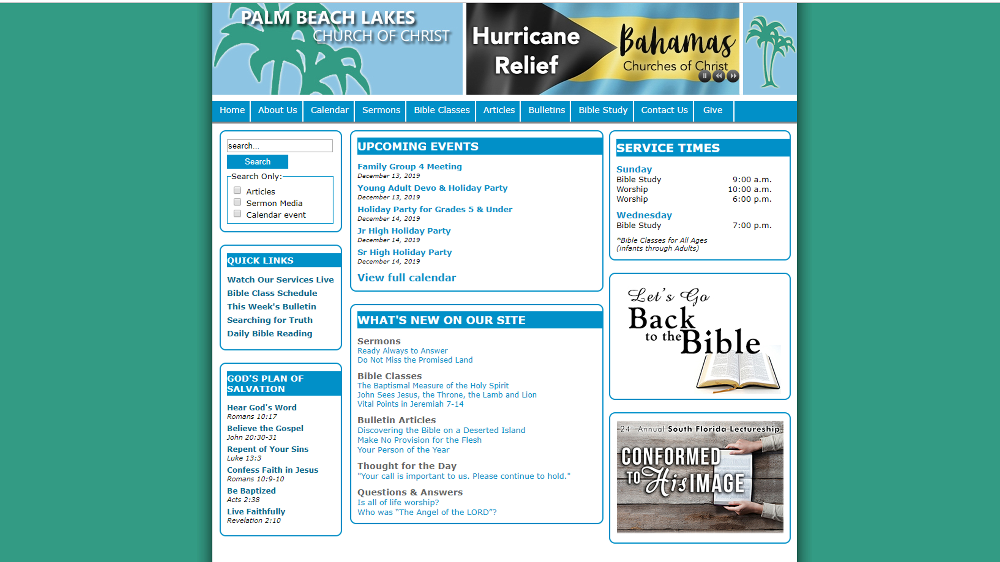 PALM BEACH LAKES
CHURCH OF CHRIST
Hurricane
Relief
Bahamas
Churches of Christ
Home
About Us
Calendar
Sermons
Bible Classes
Articles
Bulletins
Bible Study
Contact Us
Give
search...
Search
Search Only:
Articles
Sermon Media
Calendar event
QUICK LINKS
Watch Our Services Live
Bible Class Schedule
This Week's Bulletin
Searching for Truth
Daily Bible Reading
GOD'S PLAN OF
SALVATION
Hear God's Word
Romans 10:17
Believe the Gospel
John 20:30-31
Repent of Your Sins
Luke 13:3
Confess Faith in Jesus
Romans 10:9-10
Be Baptized
Acts 2:38
Live Faithfully
Revelation 2:10
UPCOMING EVENTS
Family Group 4 Meeting
December 13, 2019
Young Adult Devo & Holiday Party
December 13, 2019
Holiday Party for Grades 5 & Under
December 14, 2019
Jr High Holiday Party
December 14, 2019
Sr High Holiday Party
December 14, 2019
View full calendar
WHAT'S NEW ON OUR SITE
Sermons
Ready Always to Answer
Do Not Miss the Promised Land
Bible Classes
The Baptismal Measure of the Holy Spirit
John Sees Jesus, the Throne, the Lamb and Lion
Vital Points in Jeremiah 7-14
Bulletin Articles
Discovering the Bible on a Deserted Island
Make No Provision for the Flesh
Your Person of the Year
Thought for the Day
"Your call is important to us. Please continue to hold."
Questions & Answers
Is all of life worship?
Who was “The Angel of the LORD”?
SERVICE TIMES
Sunday
Bible Study 9:00 a.m.
Worship 10:00 a.m.
Worship 6:00 p.m.
Wednesday
Bible Study 7:00 p.m.
*Bible Classes for All Ages
(infants through Adults)
Let's Go
Back
to the Bible
Annual South Florida Lectureship
CONFORMED
TO His IMAGE